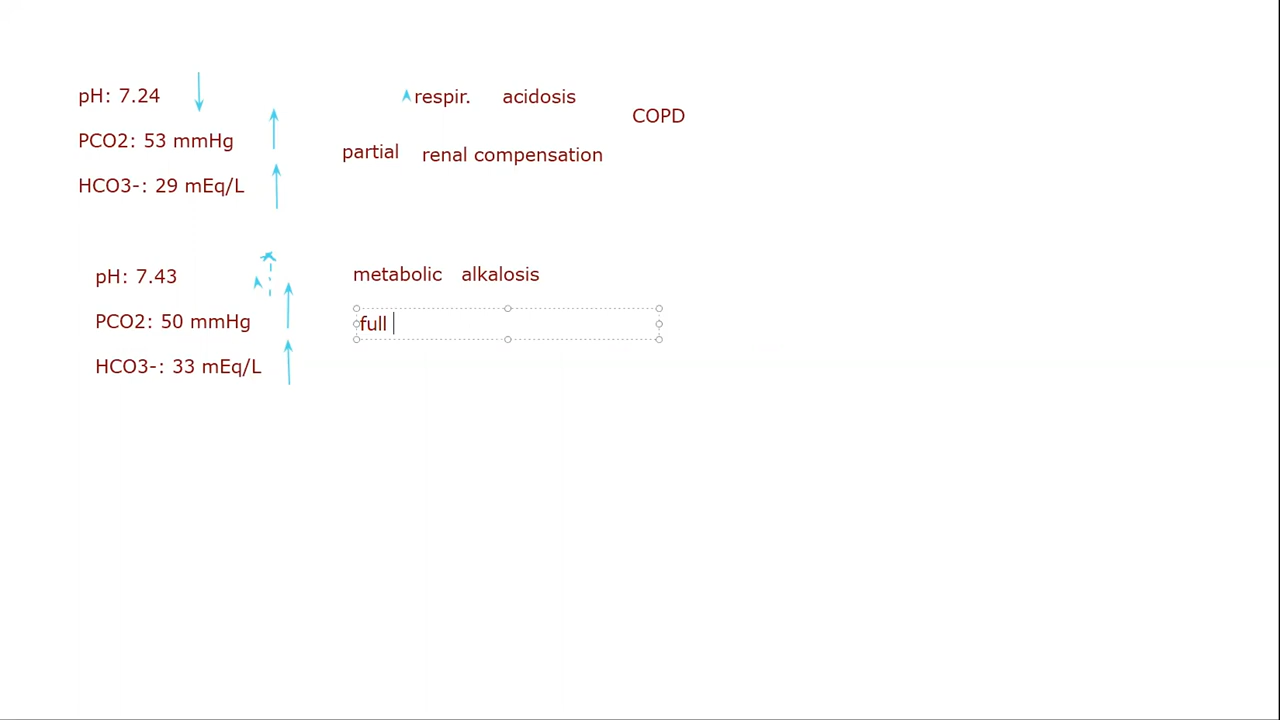 pH: 7.24
respir. acidosis
COPD
PCO2: 53 mmHg
partial renal compensation
HCO3-: 29 mEq/L
pH: 7.43
metabolic alkalosis
PCO2: 50 mmHg
full
HCO3-: 33 mEq/L